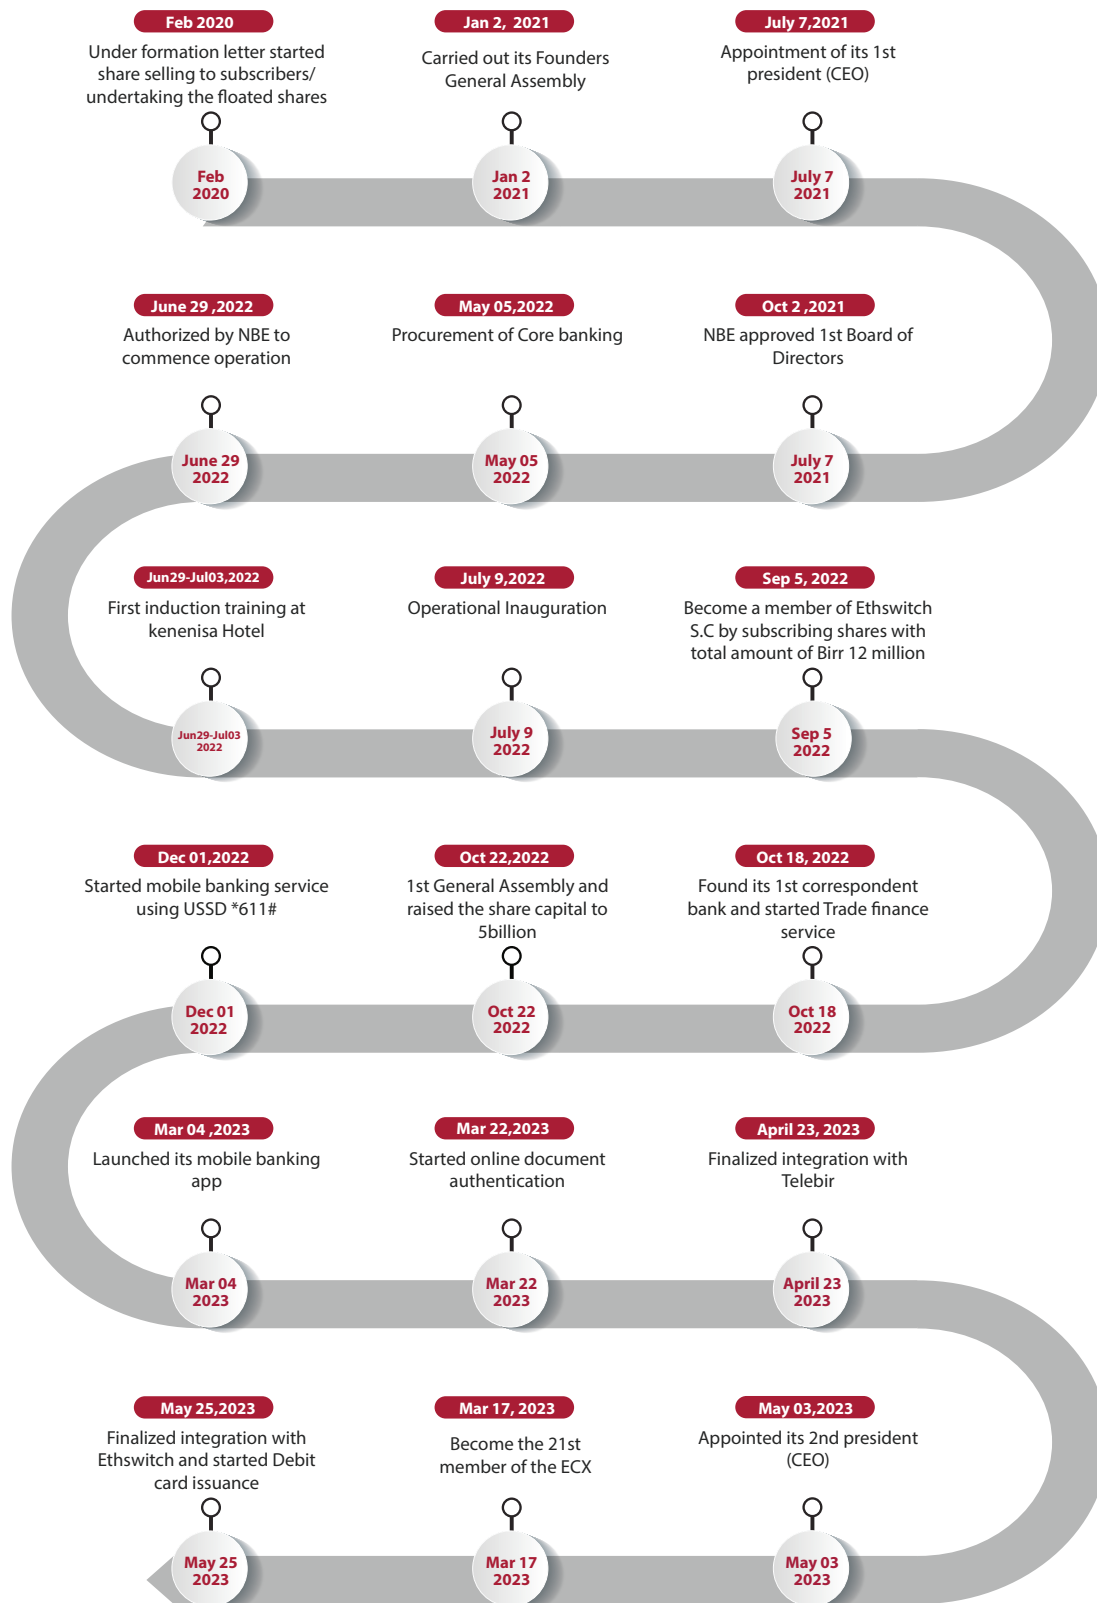 Feb 2020
Under formation letter started
share selling to subscribers/
undertaking the floated shares
Feb
2020
Jan 2, 2021
Carried out its Founders
General Assembly
Jan 2
2021
July 7,2021
Appointment of its 1st
president (CEO)
July 7
2021
June 29 ,2022
Authorized by NBE to
commence operation
June 29
2022
May 05,2022
Procurement of Core banking
May 05
2022
Oct 2 ,2021
NBE approved 1st Board of
Directors
July 7
2021
Jun29-Jul03,2022
First induction training at
kenenisa Hotel
Jun29-Jul03
2022
July 9,2022
Operational Inauguration
July 9
2022
Sep 5, 2022
Become a member of Ethswitch
S.C by subscribing shares with
total amount of Birr 12 million
Sep 5
2022
Dec 01,2022
Started mobile banking service
using USSD *611#
Dec 01
2022
Oct 22,2022
1st General Assembly and
raised the share capital to
5billion
Oct 22
2022
Oct 18, 2022
Found its 1st correspondent
bank and started Trade finance
service
Oct 18
2022
Mar 04 ,2023
Launched its mobile banking
app
Mar 04
2023
Mar 22,2023
Started online document
authentication
Mar 22
2023
April 23, 2023
Finalized integration with
Telebir
April 23
2023
May 25,2023
Finalized integration with
Ethswitch and started Debit
card issuance
May 25
2023
Mar 17, 2023
Become the 21st
member of the ECX
Mar 17
2023
May 03,2023
Appointed its 2nd president
(CEO)
May 03
2023